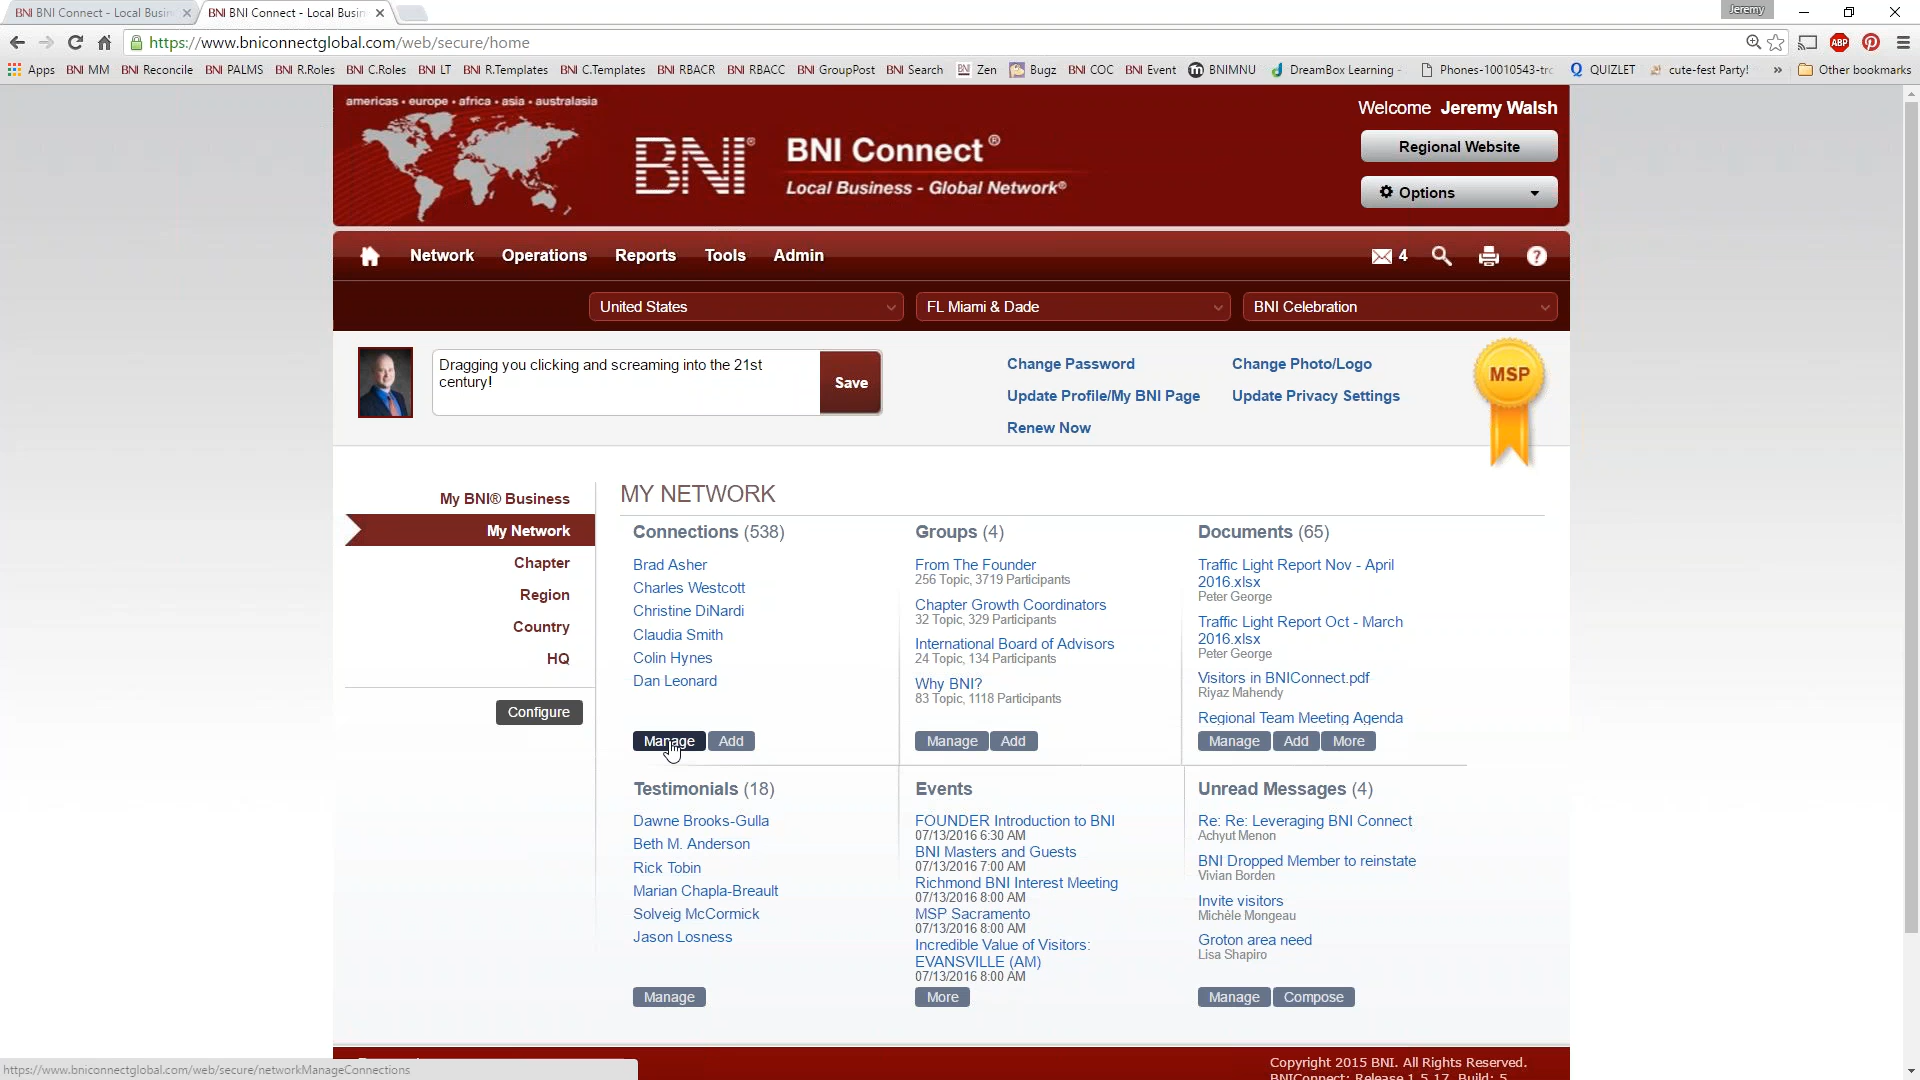 BNI BNI Connect - Local Busin
BNI BNI Connect - Local Busin
Jeremy
https://www.bniconnectglobal.com/web/secure/home
Apps BNI MM BNI Reconcile BNI PALMS BNI R.Roles BNI C.Roles BNI LT BNI R.Templates BNI C.Templates BNI RBACR BNI RBACC BNI GroupPost BNI Search Zen Bugz BNI COC BNI Event BNIMNU DreamBox Learning - Phones-10010543-trc QUIZLET cute-fest Party! » Other bookmarks
ABP
americas • europe • africa • asia • australasia
BNI®
BNI Connect®
Local Business - Global Network®
Welcome Jeremy Walsh
Regional Website
Options
Network Operations Reports Tools Admin
4
?
United States FL Miami & Dade BNI Celebration
Dragging you clicking and screaming into the 21st
century!
Save
Change Password Change Photo/Logo
Update Profile/My BNI Page Update Privacy Settings
Renew Now
MSP
My BNI® Business
My Network
Chapter
Region
Country
HQ
Configure
MY NETWORK
Connections (538)
Brad Asher
Charles Westcott
Christine DiNardi
Claudia Smith
Colin Hynes
Dan Leonard
Manage Add
Groups (4)
From The Founder
256 Topic, 3719 Participants
Chapter Growth Coordinators
32 Topic, 329 Participants
International Board of Advisors
24 Topic, 134 Participants
Why BNI?
83 Topic, 1118 Participants
Manage Add
Documents (65)
Traffic Light Report Nov - April
2016.xlsx
Peter George
Traffic Light Report Oct - March
2016.xlsx
Peter George
Visitors in BNIConnect.pdf
Riyaz Mahendy
Regional Team Meeting Agenda
Manage Add More
Testimonials (18)
Dawne Brooks-Gulla
Beth M. Anderson
Rick Tobin
Marian Chapla-Breault
Solveig McCormick
Jason Losness
Manage
Events
FOUNDER Introduction to BNI
07/13/2016 6:30 AM
BNI Masters and Guests
07/13/2016 7:00 AM
Richmond BNI Interest Meeting
07/13/2016 8:00 AM
MSP Sacramento
07/13/2016 8:00 AM
Incredible Value of Visitors:
EVANSVILLE (AM)
07/13/2016 8:00 AM
More
Unread Messages (4)
Re: Re: Leveraging BNI Connect
Achyut Menon
BNI Dropped Member to reinstate
Vivian Borden
Invite visitors
Michèle Mongeau
Groton area need
Lisa Shapiro
Manage Compose
Copyright 2015 BNI. All Rights Reserved.
BNIConnect: Release 1.5.17, Build: 5
https://www.bniconnectglobal.com/web/secure/networkManageConnections